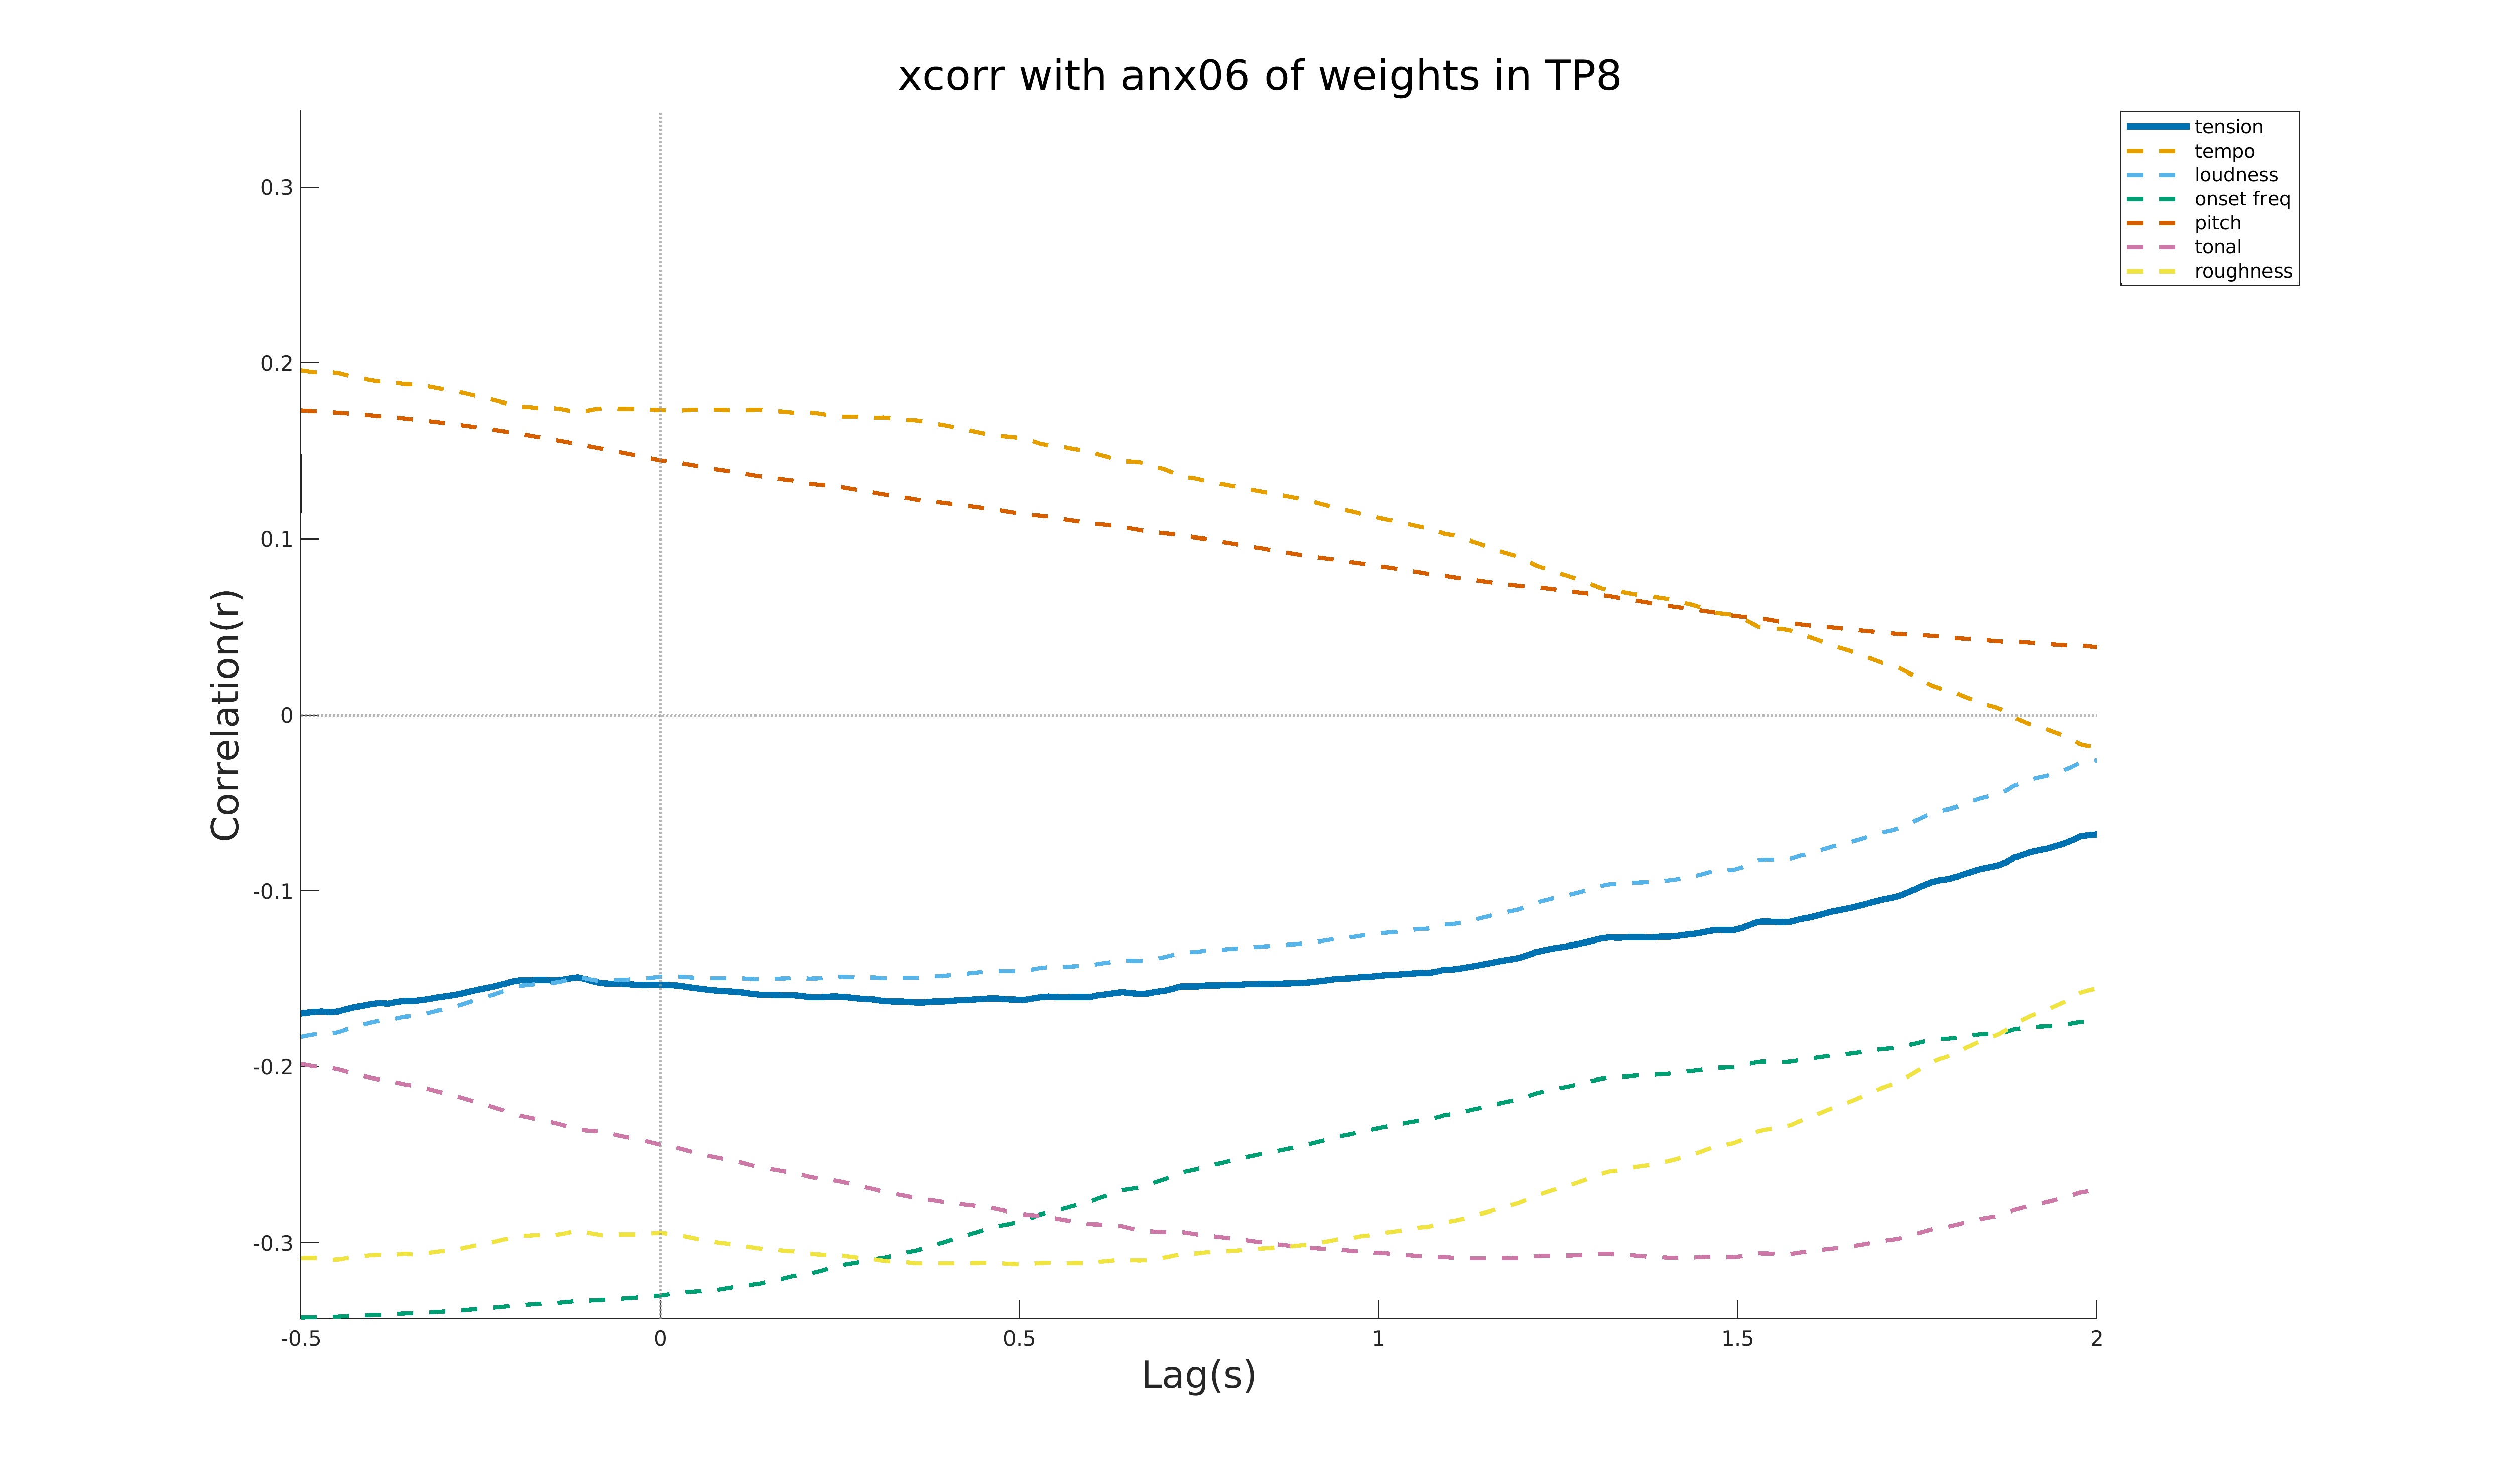 xcorr with anx06 of weights in TP8
tension
tempo
loudness
onset freq
pitch
tonal
roughness
Correlation(r)
0.3
0.2
0.1
0
-0.1
-0.2
-0.3
-0.5
0
0.5
1
1.5
2
Lag(s)